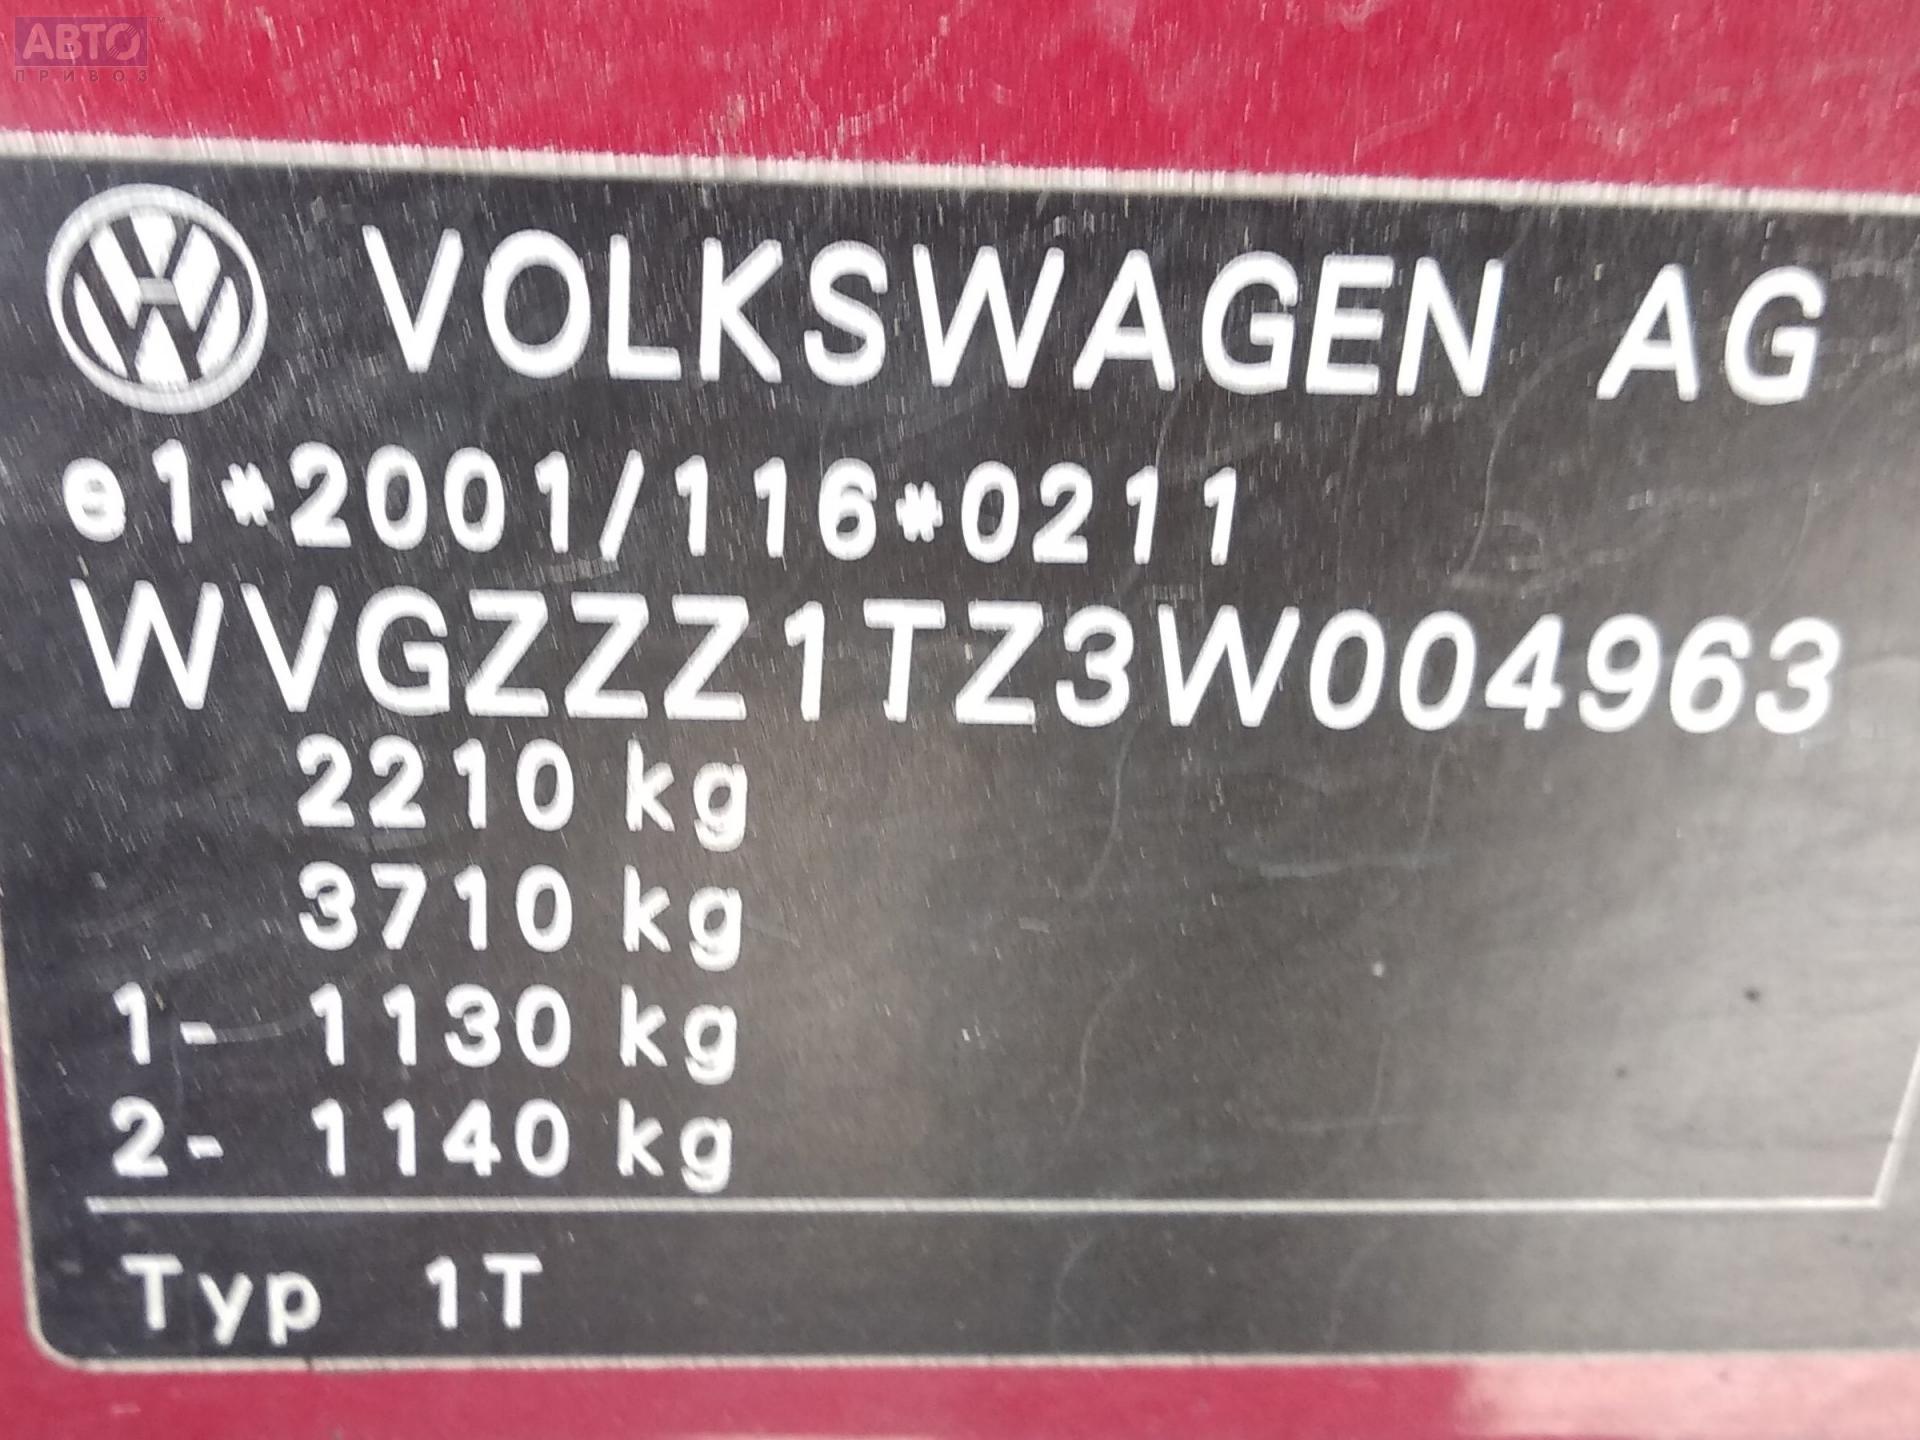 АВТО
ПРИВОЗ
VOLKSWAGEN AG
e1*2001/116*0211
WVGZZZ1TZ3W004963
2210 kg
3710 kg
1- 1130 kg
2- 1140 kg
Typ 1T